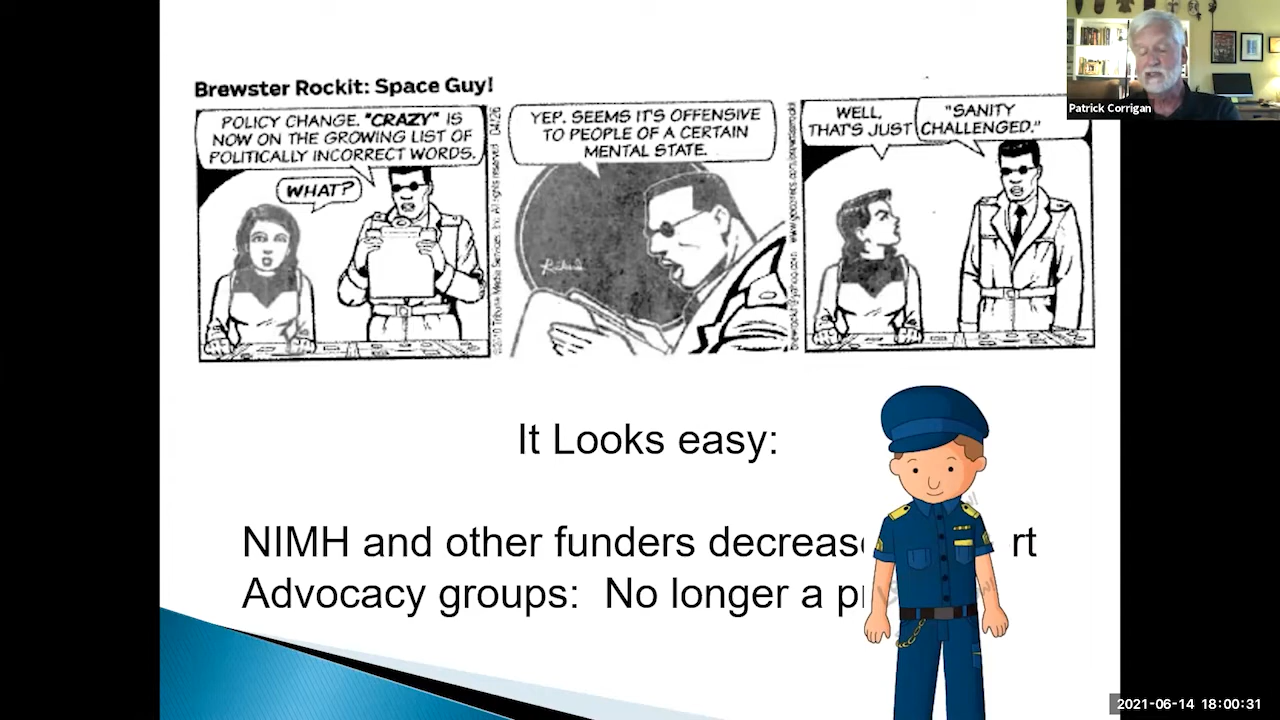 Brewster Rockit: Space Guy!
POLICY CHANGE. "CRAZY" IS
NOW ON THE GROWING LIST OF
POLITICALLY INCORRECT WORDS.
WHAT?
YEP. SEEMS IT'S OFFENSIVE
TO PEOPLE OF A CERTAIN
MENTAL STATE.
WELL,
THAT'S JUST
"SANITY
CHALLENGED."
Patrick Corrigan
It Looks easy:
NIMH and other funders decrease rt
Advocacy groups: No longer a
2021-06-14 18:00:31